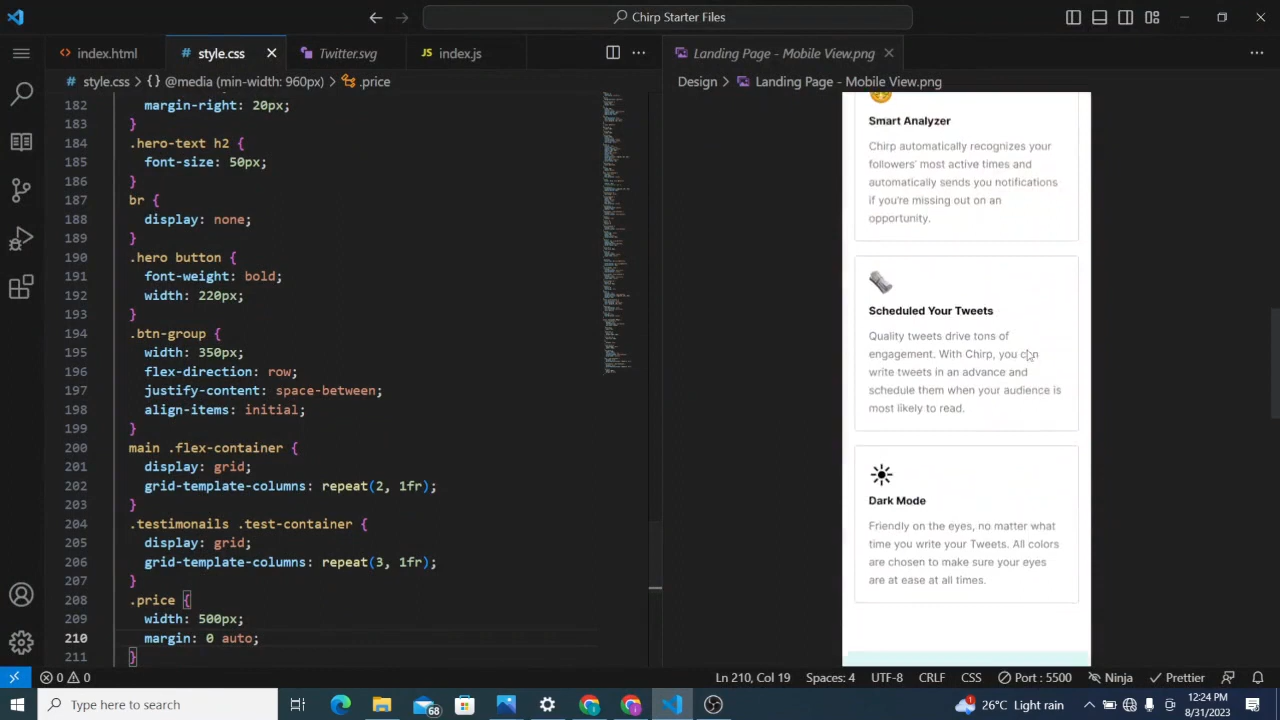 Chirp Starter Files
index.html
style.css
Twitter.svg
index.js
Landing Page - Mobile View.png
style.css > {} @media (min-width: 960px) > .price
Design > Landing Page - Mobile View.png
margin-right: 20px;
183 }
184 .hero-text h2 {
185 font-size: 50px;
186 }
187 br {
188 display: none;
189 }
190 .hero button {
191 font-weight: bold;
192 width: 220px;
193 }
194 .btn-group {
195 width: 350px;
196 flex-direction: row;
197 justify-content: space-between;
198 align-items: initial;
199 }
200 main .flex-container {
201 display: grid;
202 grid-template-columns: repeat(2, 1fr);
203 }
204 .testimonails .test-container {
205 display: grid;
206 grid-template-columns: repeat(3, 1fr);
207 }
208 .price {
209 width: 500px;
210 margin: 0 auto;
211 }
Smart Analyzer
Chirp automatically recognizes your
followers' most active times and
automatically sends you notifications
if you're missing out on an
opportunity.
Scheduled Your Tweets
Quality tweets drive tons of
engagement. With Chirp, you can
write tweets in an advance and
schedule them when your audience is
most likely to read.
Dark Mode
Friendly on the eyes, no matter what
time you write your Tweets. All colors
are chosen to make sure your eyes
are at ease at all times.
0 0 Ln 210, Col 19 Spaces: 4 UTF-8 CRLF CSS Port : 5500 Ninja Prettier
Type here to search
68
1
26°C Light rain
12:24 PM
8/31/2023